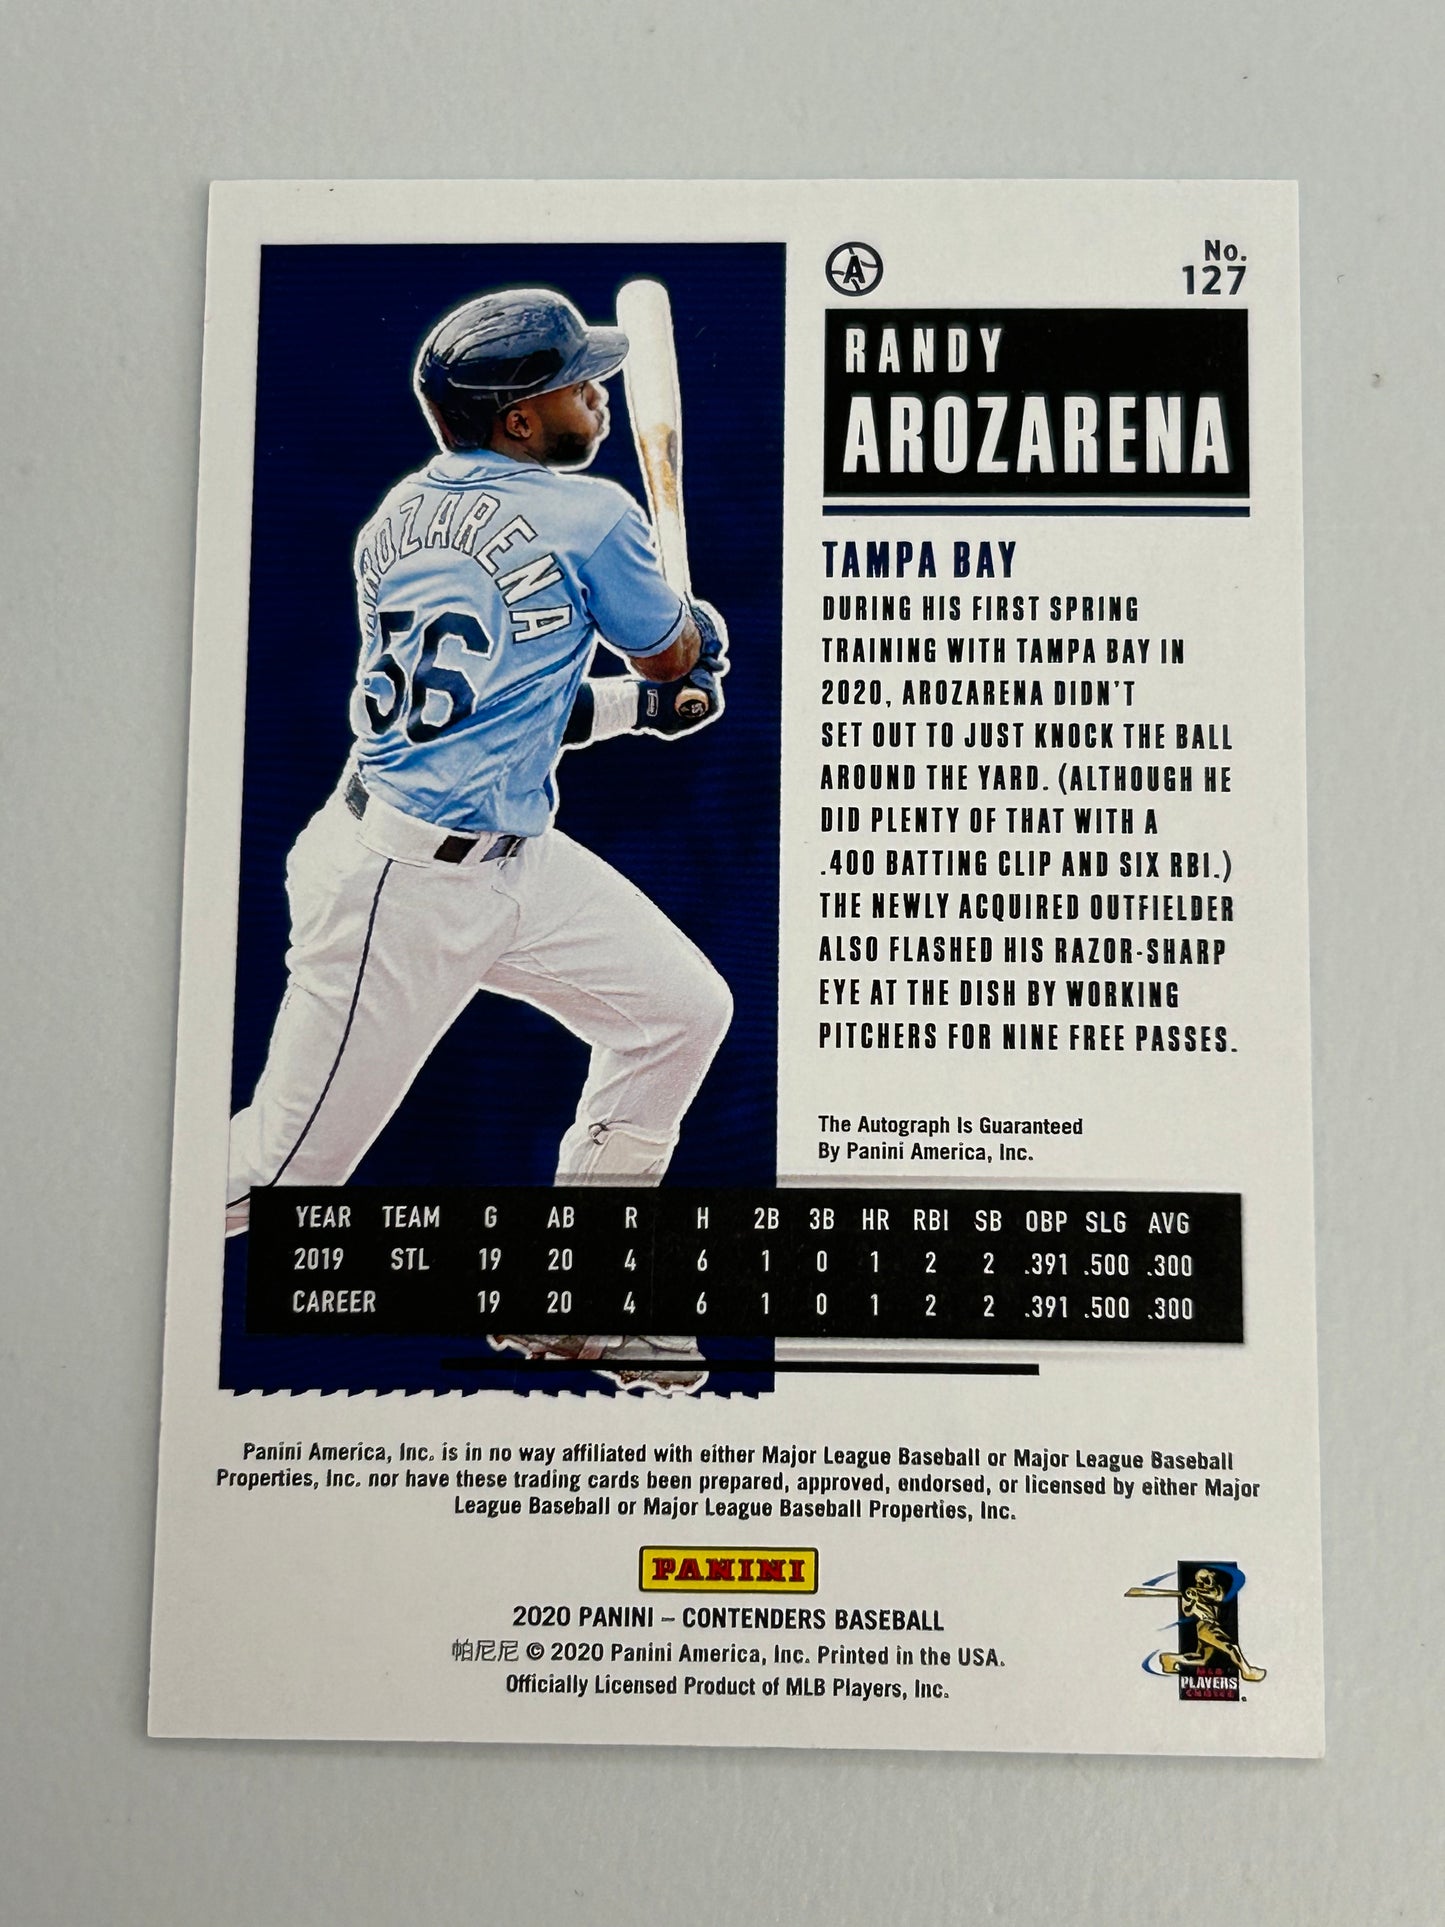 A
No.
127
RANDY
AROZARENA
TAMPA BAY
DURING HIS FIRST SPRING
TRAINING WITH TAMPA BAY IN
2020, AROZARENA DIDN'T
SET OUT TO JUST KNOCK THE BALL
AROUND THE YARD. (ALTHOUGH HE
DID PLENTY OF THAT WITH A
.400 BATTING CLIP AND SIX RBI.)
THE NEWLY ACQUIRED OUTFIELDER
ALSO FLASHED HIS RAZOR-SHARP
EYE AT THE DISH BY WORKING
PITCHERS FOR NINE FREE PASSES.
The Autograph Is Guaranteed
By Panini America, Inc.
ROZARENA
56
YEAR TEAM G AB R H 2B 3B HR RBI SB OBP SLG AVG
2019 STL 19 20 4 6 1 0 1 2 2 .391 .500 .300
CAREER 19 20 4 6 1 0 1 2 2 .391 .500 .300
Panini America, Inc. is in no way affiliated with either Major League Baseball or Major League Baseball
Properties, Inc. nor have these trading cards been prepared, approved, endorsed, or licensed by either Major
League Baseball or Major League Baseball Properties, Inc.
PANINI
2020 PANINI – CONTENDERS BASEBALL
帕尼尼 © 2020 Panini America, Inc. Printed in the USA.
Officially Licensed Product of MLB Players, Inc.
MLB
PLAYERS
CHOICE